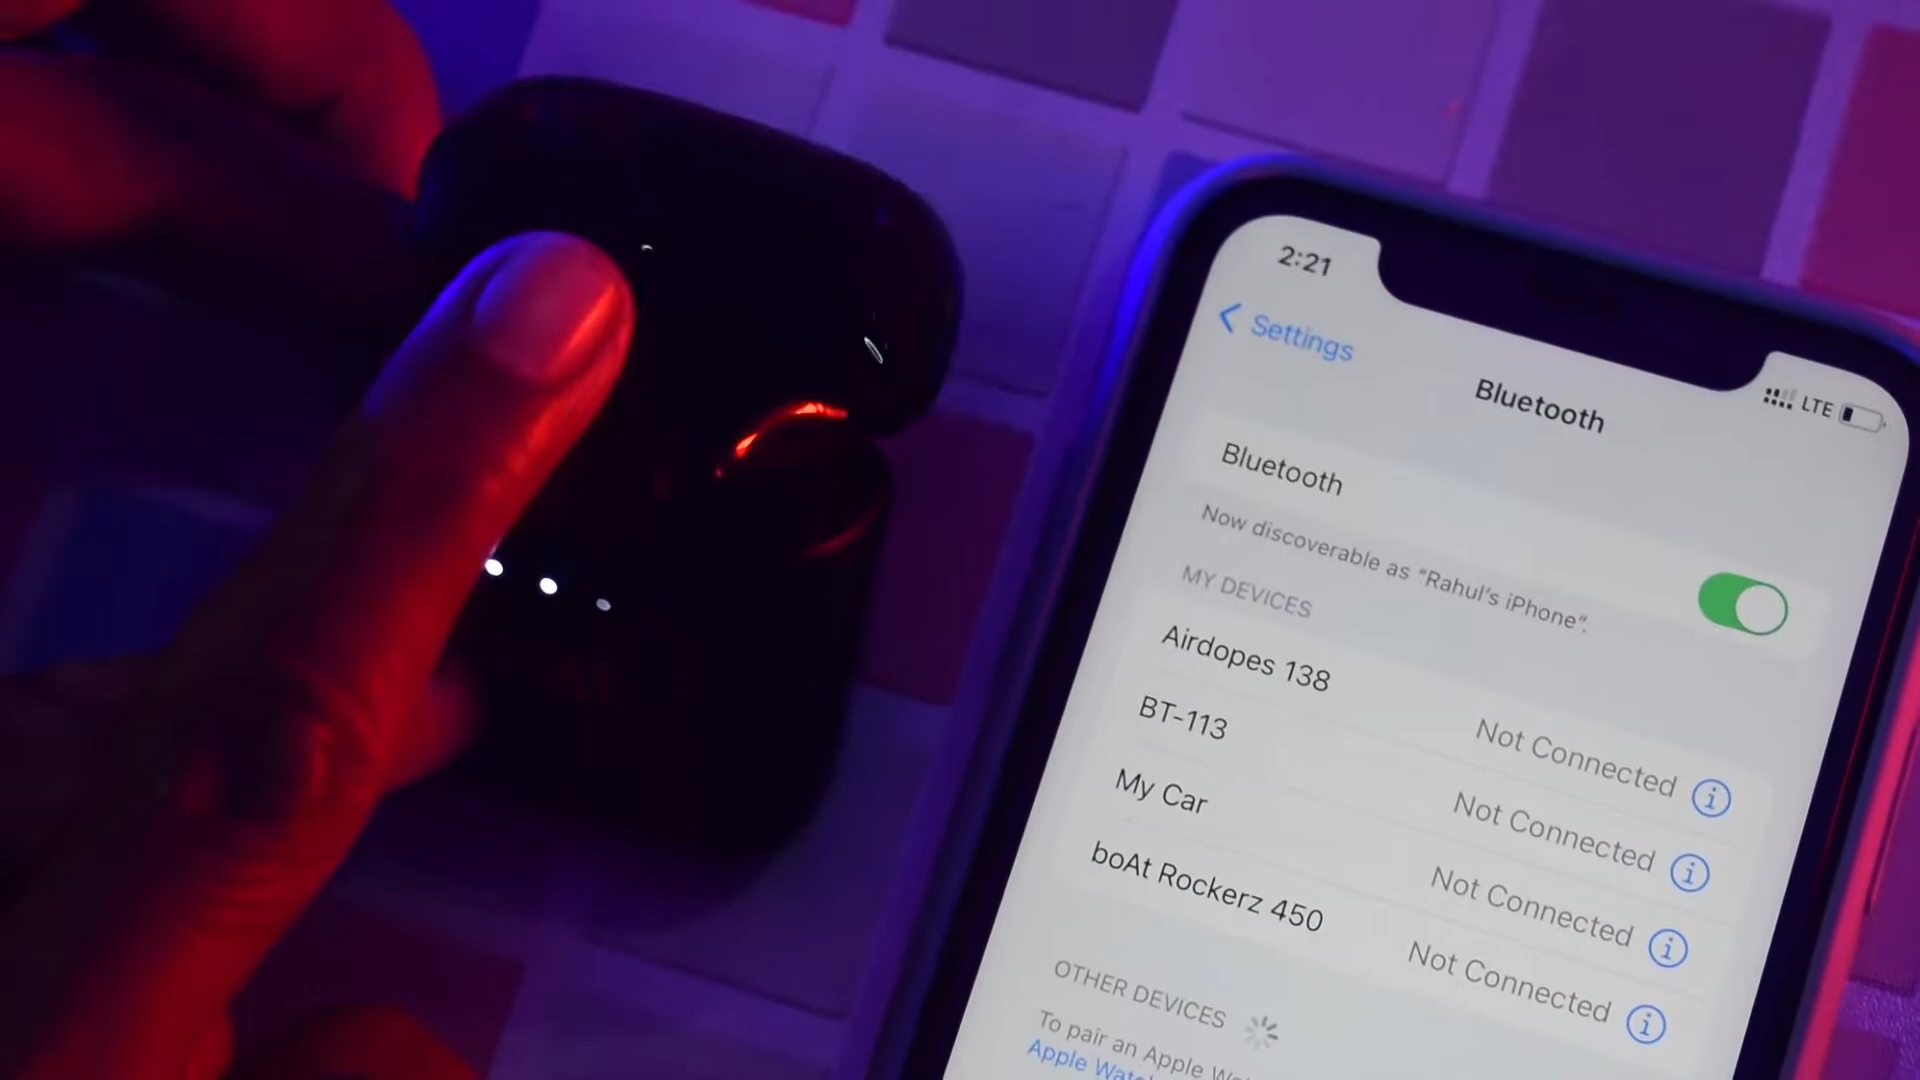 2:21
LTE
Settings
Bluetooth
Bluetooth
Now discoverable as “Rahul’s iPhone”.
MY DEVICES
Airdopes 138
Not Connected
BT-113
Not Connected
My Car
Not Connected
boAt Rockerz 450
Not Connected
OTHER DEVICES
To pair an Apple
Apple